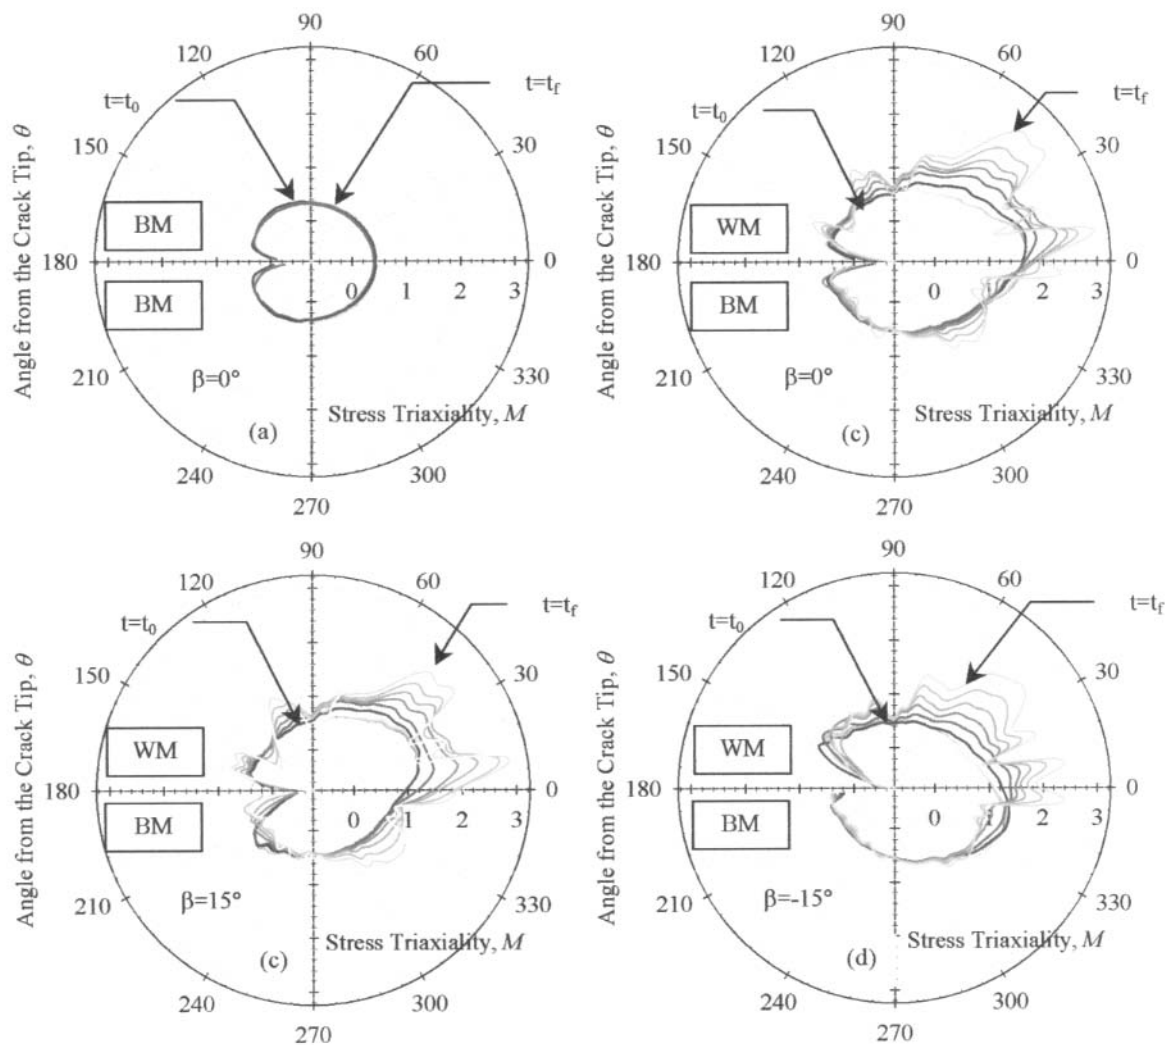 90
120
60
t=t0
t=tf
150
30
Angle from the Crack Tip, θ
BM
180
0 1 2 3
0
BM
210
330
β=0°
Stress Triaxiality, M
(a)
240
300
270
90
120
60
t=t0
t=tf
150
30
Angle from the Crack Tip, θ
WM
180
0 1 2 3
0
BM
210
330
β=0°
Stress Triaxiality, M
(c)
240
300
270
90
120
60
t=t0
t=tf
150
30
Angle from the Crack Tip, θ
WM
180
0 1 2 3
0
BM
210
330
β=15°
Stress Triaxiality, M
(c)
240
300
270
90
120
60
t=t0
t=tf
150
30
Angle from the Crack Tip, θ
WM
180
0 1 2 3
0
BM
210
330
β=-15°
Stress Triaxiality, M
(d)
240
300
270